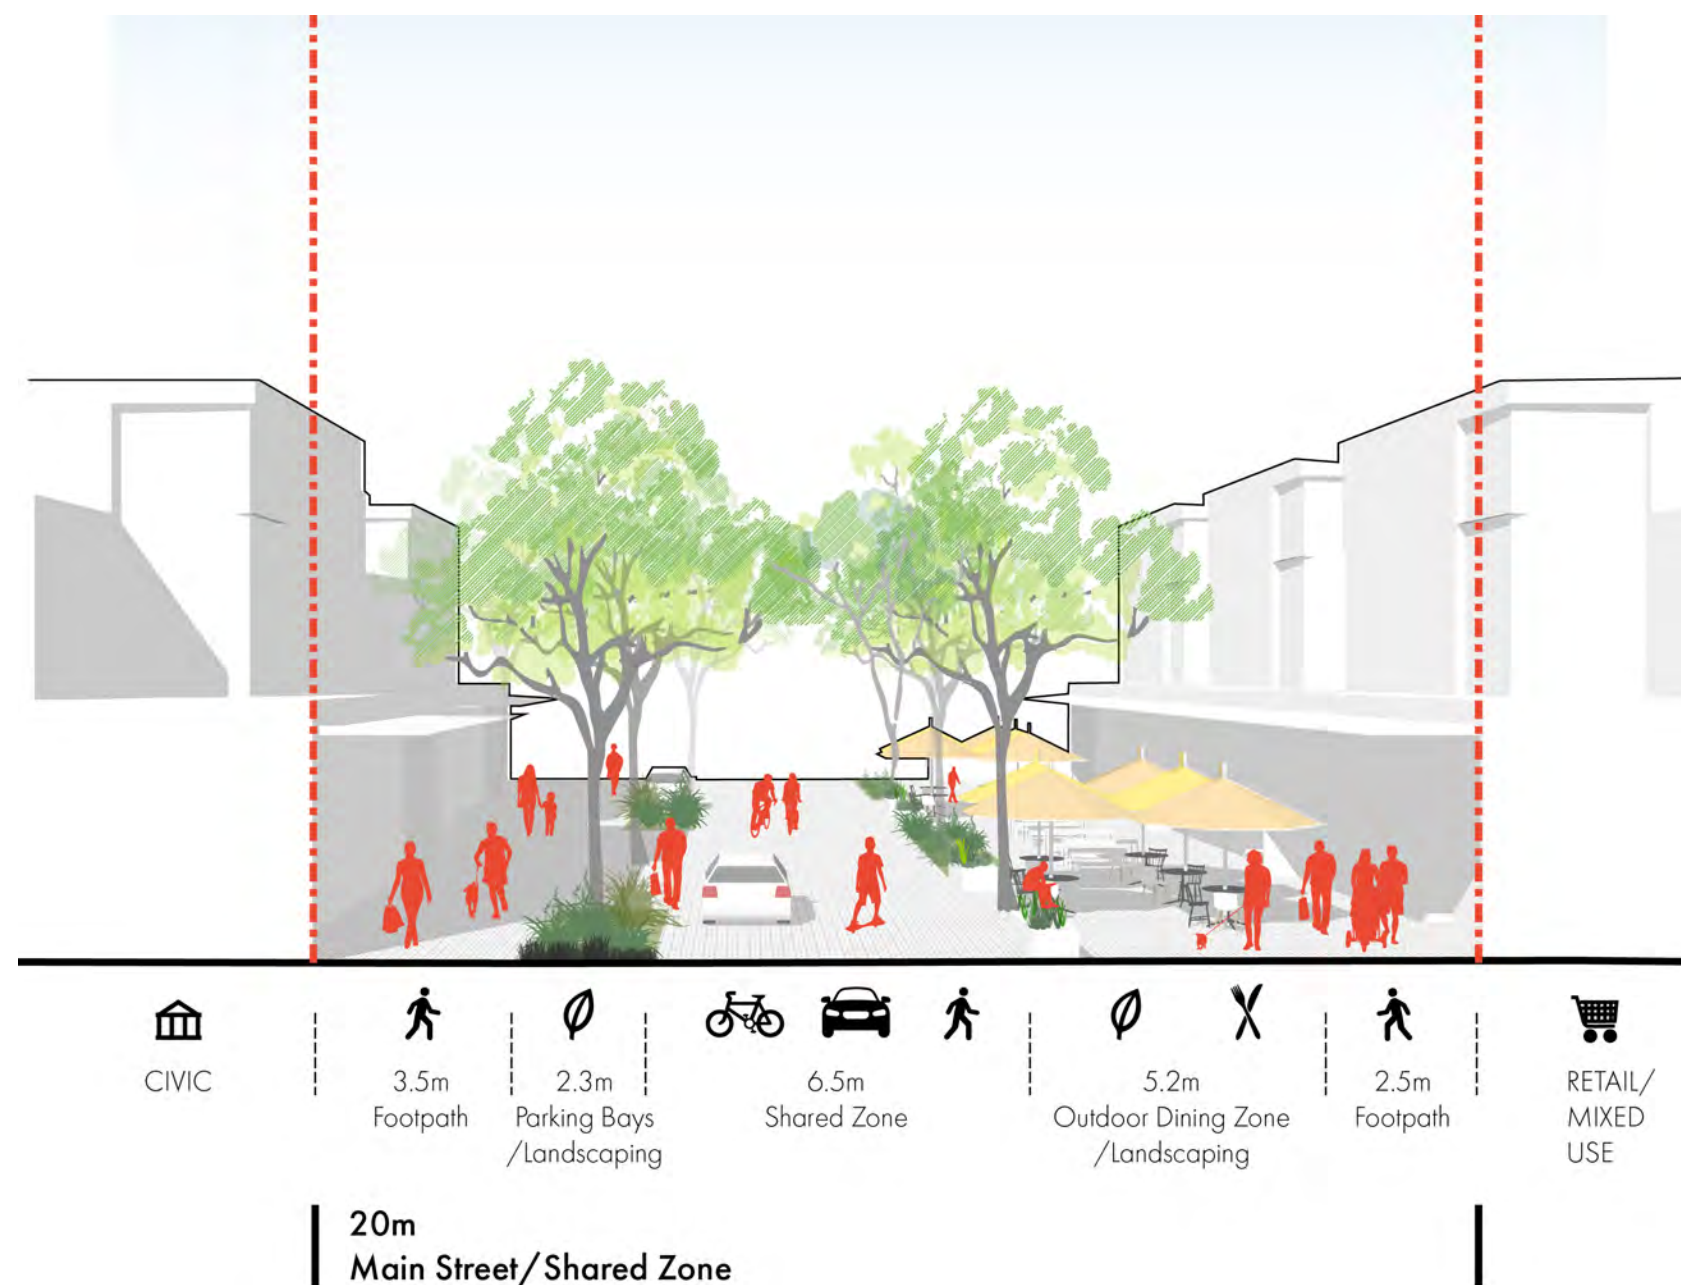 CIVIC
3.5m
Footpath
2.3m
Parking Bays
/Landscaping
6.5m
Shared Zone
5.2m
Outdoor Dining Zone
/Landscaping
2.5m
Footpath
RETAIL/
MIXED
USE
20m
Main Street/Shared Zone